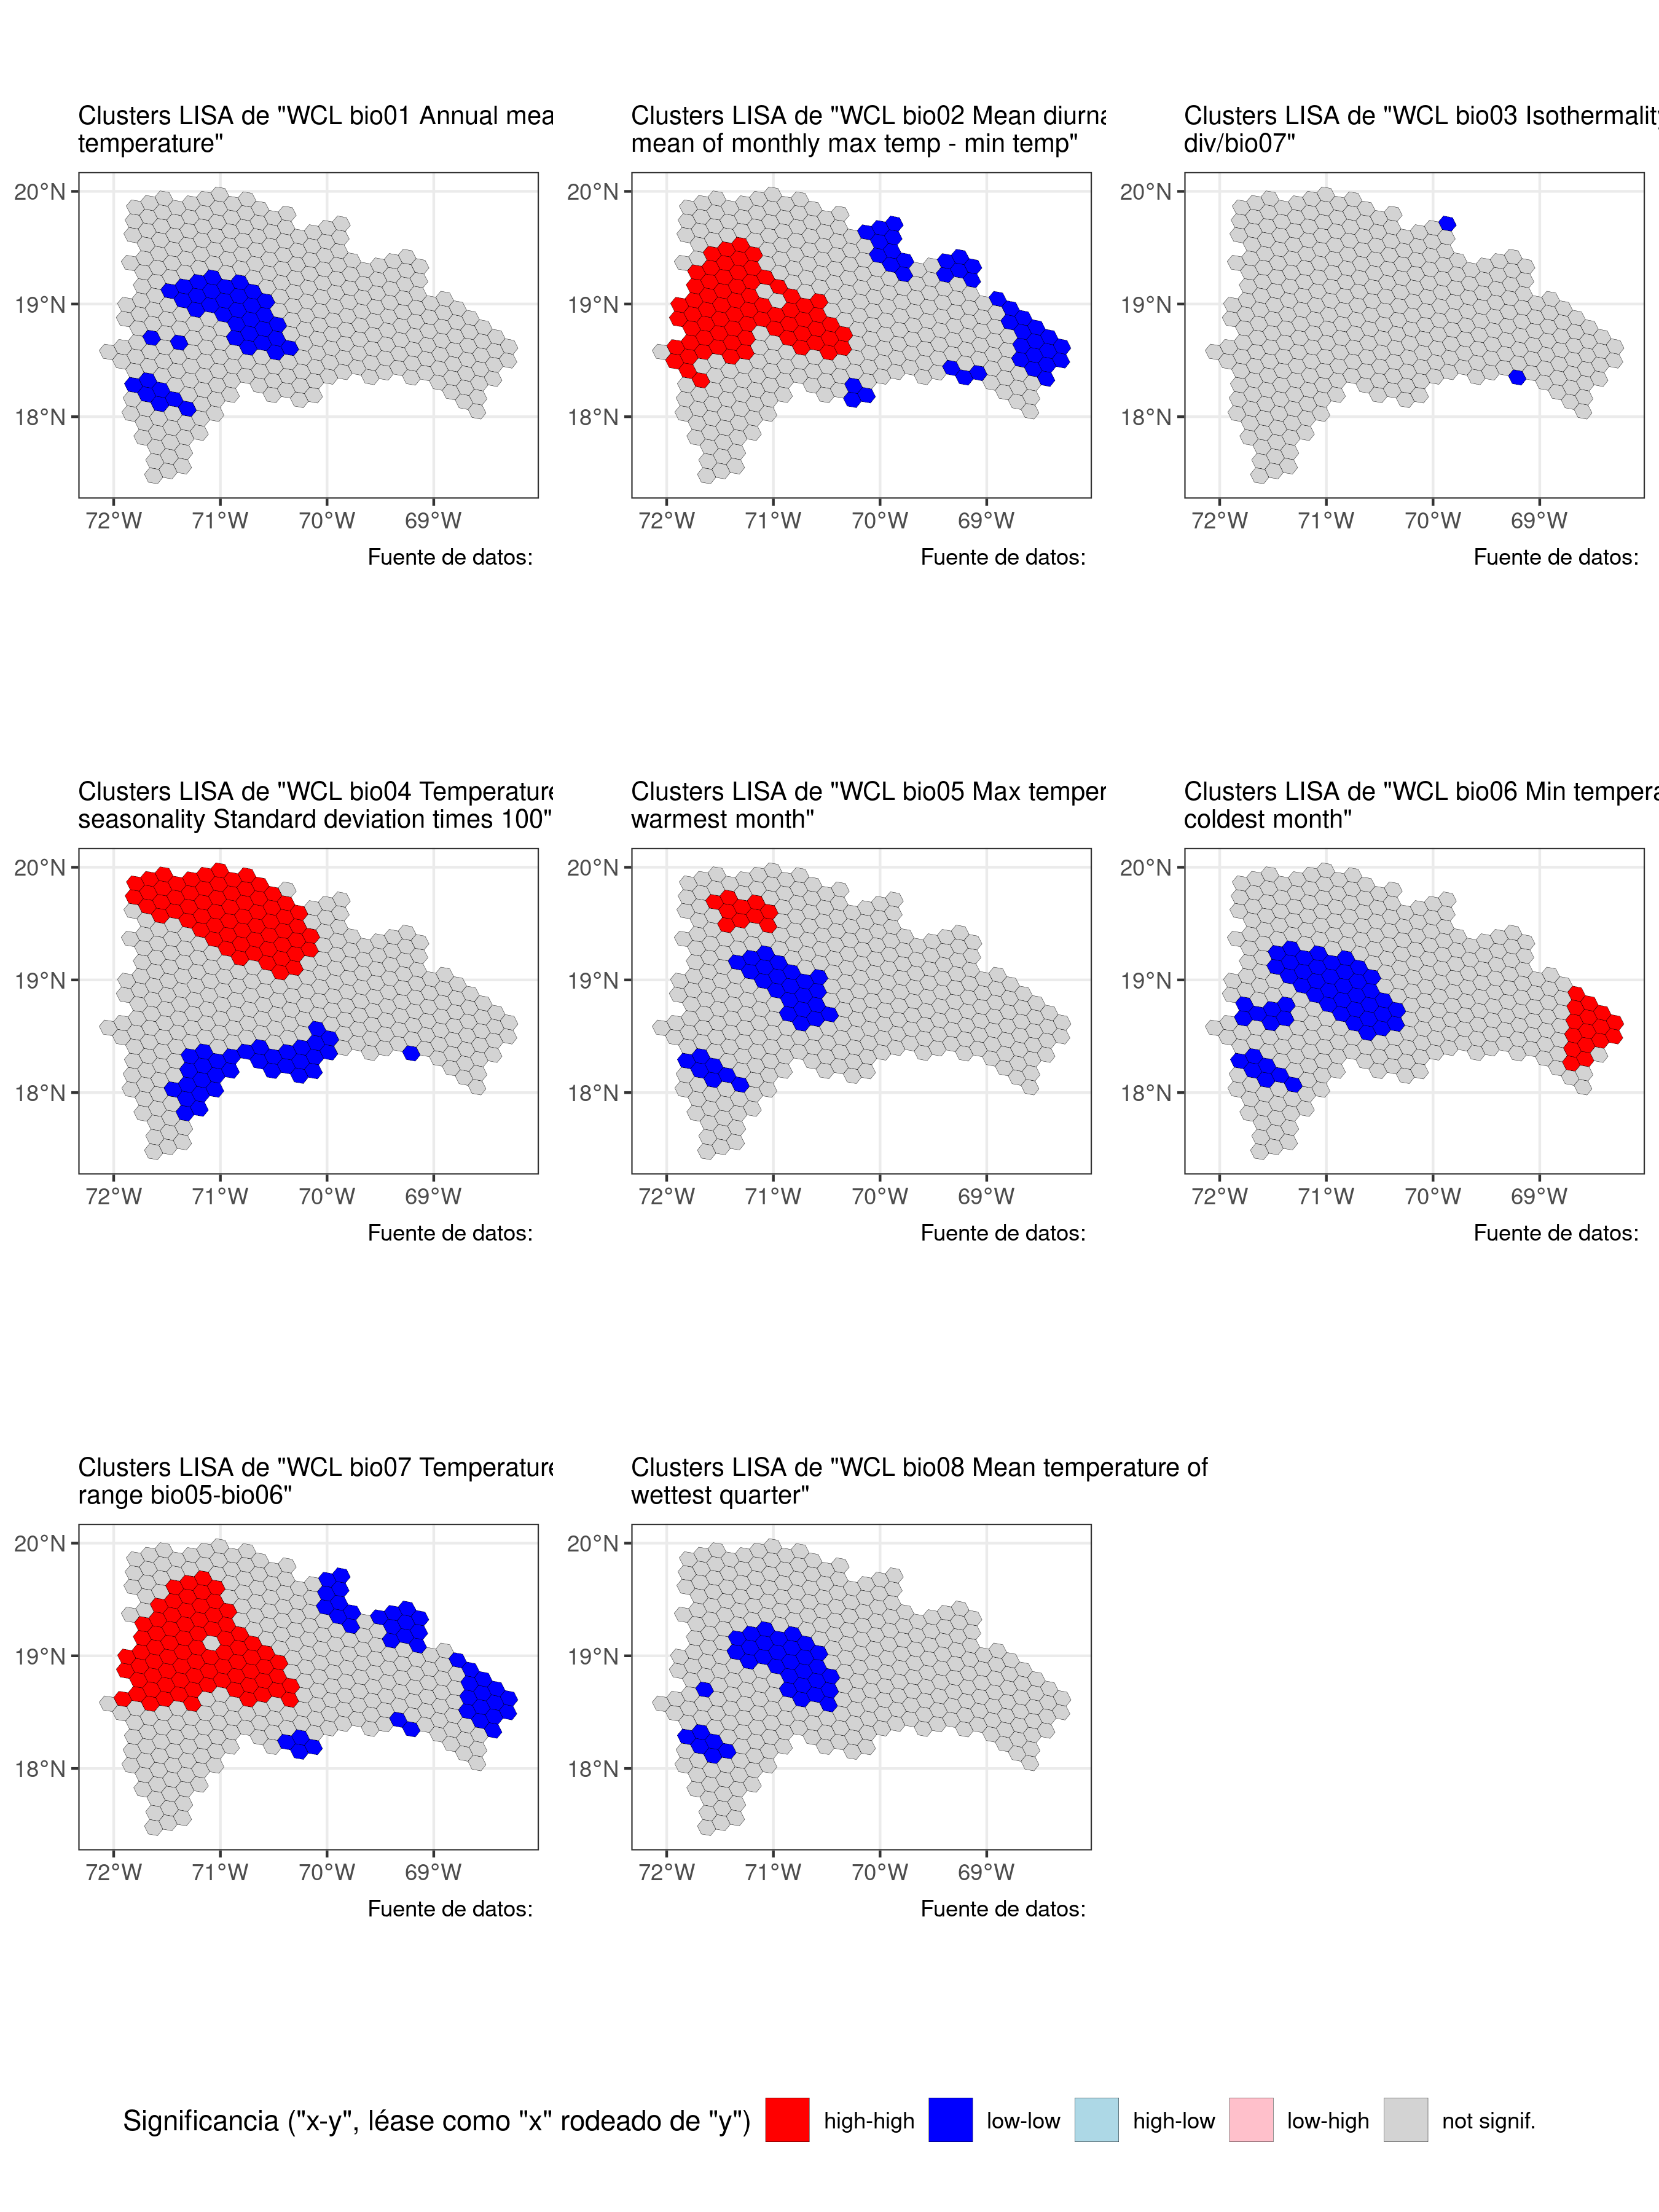 Clusters LISA de "WCL bio01 Annual mea
temperature"
20°N
19°N
18°N
72°W 71°W 70°W 69°W
Fuente de datos:
Clusters LISA de "WCL bio02 Mean diurna
mean of monthly max temp - min temp"
20°N
19°N
18°N
72°W 71°W 70°W 69°W
Fuente de datos:
Clusters LISA de "WCL bio03 Isothermality
div/bio07"
20°N
19°N
18°N
72°W 71°W 70°W 69°W
Fuente de datos:
Clusters LISA de "WCL bio04 Temperature
seasonality Standard deviation times 100"
20°N
19°N
18°N
72°W 71°W 70°W 69°W
Fuente de datos:
Clusters LISA de "WCL bio05 Max temper
warmest month"
20°N
19°N
18°N
72°W 71°W 70°W 69°W
Fuente de datos:
Clusters LISA de "WCL bio06 Min tempera
coldest month"
20°N
19°N
18°N
72°W 71°W 70°W 69°W
Fuente de datos:
Clusters LISA de "WCL bio07 Temperature
range bio05-bio06"
20°N
19°N
18°N
72°W 71°W 70°W 69°W
Fuente de datos:
Clusters LISA de "WCL bio08 Mean temperature of
wettest quarter"
20°N
19°N
18°N
72°W 71°W 70°W 69°W
Fuente de datos:
Significancia ("x-y", léase como "x" rodeado de "y") high-high low-low high-low low-high not signif.